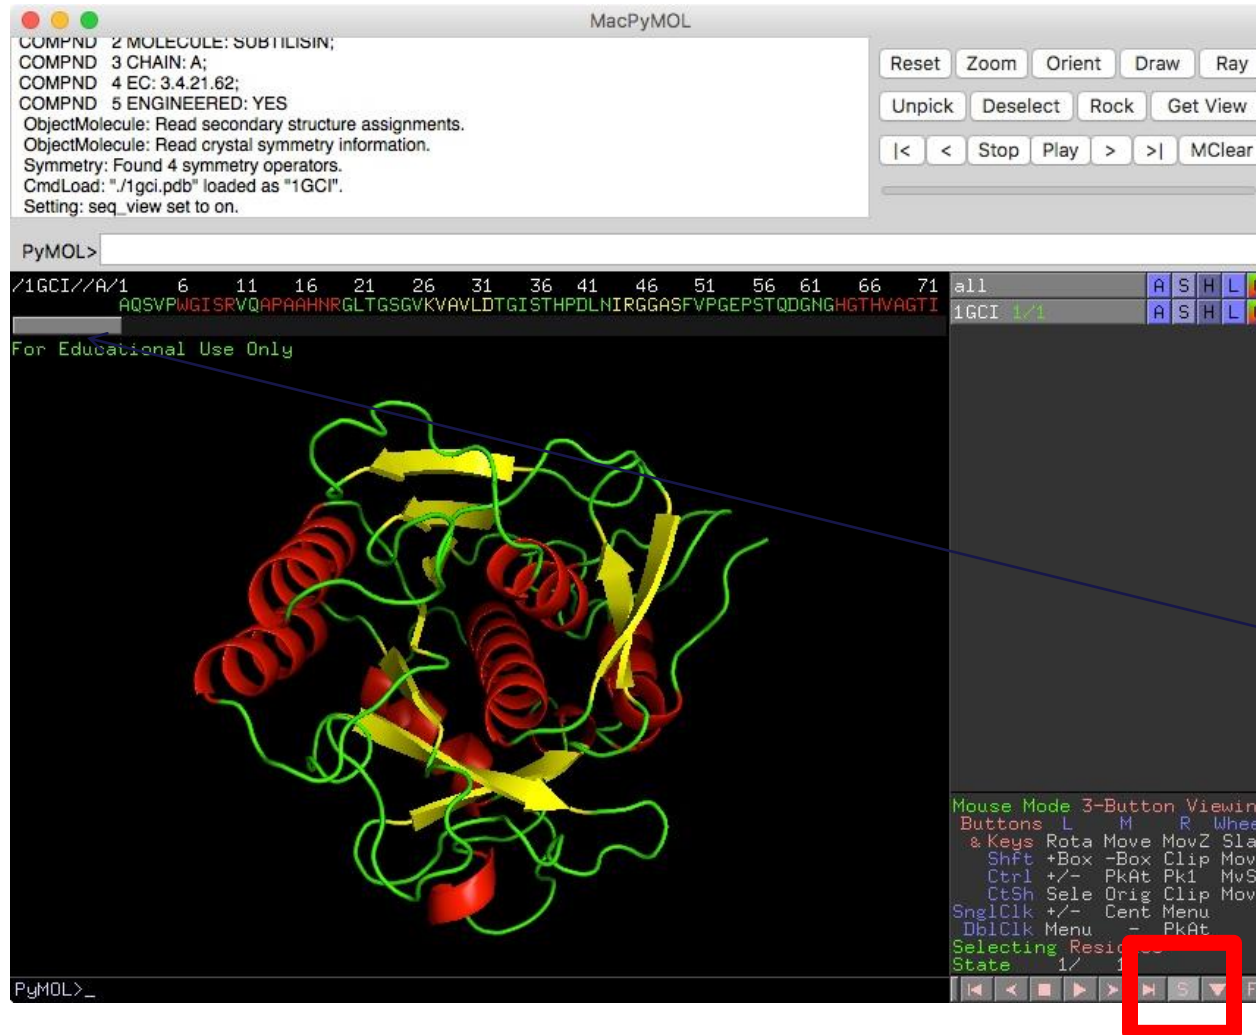 MacPyMOL
COMPND 2 MOLECULE: SUBTILISIN;
COMPND 3 CHAIN: A;
COMPND 4 EC: 3.4.21.62;
COMPND 5 ENGINEERED: YES
ObjectMolecule: Read secondary structure assignments.
ObjectMolecule: Read crystal symmetry information.
Symmetry: Found 4 symmetry operators.
CmdLoad: "./1gci.pdb" loaded as "1GCI".
Setting: seq_view set to on.
Reset Zoom Orient Draw Ray
Unpick Deselect Rock Get View
|< < Stop Play > >| MClear
PyMOL>
/1GCI//A/1 6 11 16 21 26 31 36 41 46 51 56 61 66 71
AQSVPWGISRVQAPAAHNRGLTGSGVKVAVLDTGISTHPDLNIRGGASFVPGEPSTQDGNGHGTHVAGTI
all A S H L
1GCI 1/1 A S H L
For Educational Use Only
Mouse Mode 3-Button Viewin
Buttons L M R Whee
& Keys Rota Move MovZ Sla
Shft +Box -Box Clip Mov
Ctrl +/- PkAt Pk1 MvS
CtSh Sele Orig Clip Mov
SnglClk +/- Cent Menu
DblClk Menu - PkAt
Selecting
State 1/
PyMOL>_
S F